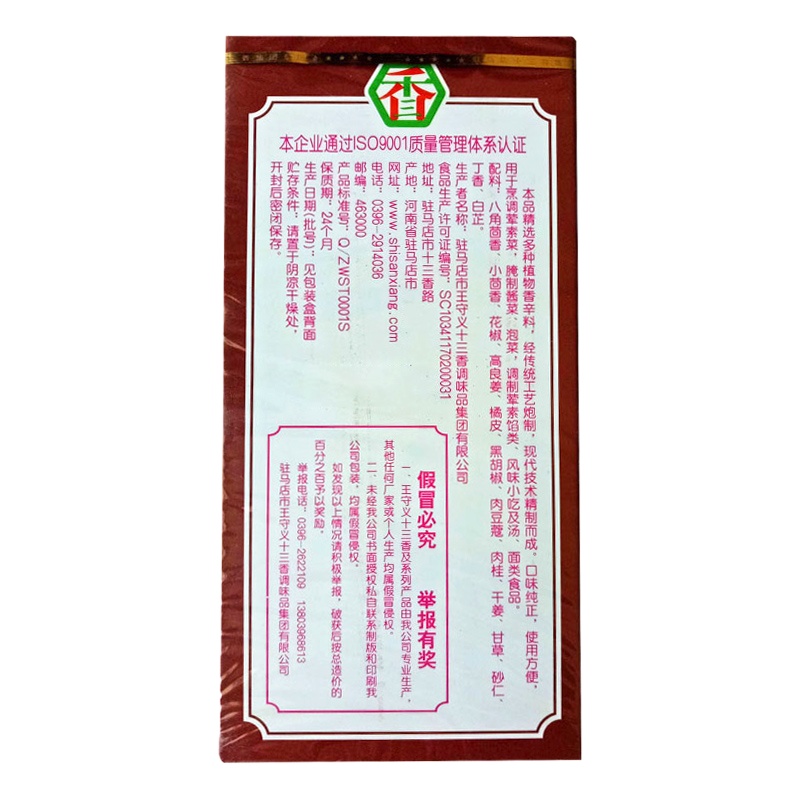 本企业通过ISO9001质量管理体系认证
本品精选多种植物香辛料，经传统工艺炮制，现代技术精制而成。口味纯正，使用方便，
用于烹调荤素菜，腌制酱菜、泡菜，调制荤素馅类、风味小吃及汤、面类食品。
配料：八角茴香、小茴香、花椒、高良姜、橘皮、黑胡椒、肉豆蔻、肉桂、干姜、甘草、砂仁、
丁香、白芷。
生产者名称：驻马店市王守义十三香调味品集团有限公司
食品生产许可证编号：SC10341170200031
地址：驻马店市十三香路
产地：河南省驻马店市
网址：www.shisanxiang.com
电话：0396-2914036
邮编：463000
产品标准号：Q/ZWST0001S
保质期：24个月
生产日期(批号)：见包装盒背面
贮存条件：请置于阴凉干燥处，
开封后密闭保存。
假冒必究 举报有奖
一、王守义十三香及系列产品由我公司专业生产，
其他任何厂家或个人生产均属假冒侵权。
二、未经我公司书面授权私自联系制版和印刷我
公司包装，均属假冒侵权。
如发现以上情况请积极举报，破获后按总造价的
百分之百予以奖励。
举报电话：0396-2622109 13803968613
驻马店市王守义十三香调味品集团有限公司